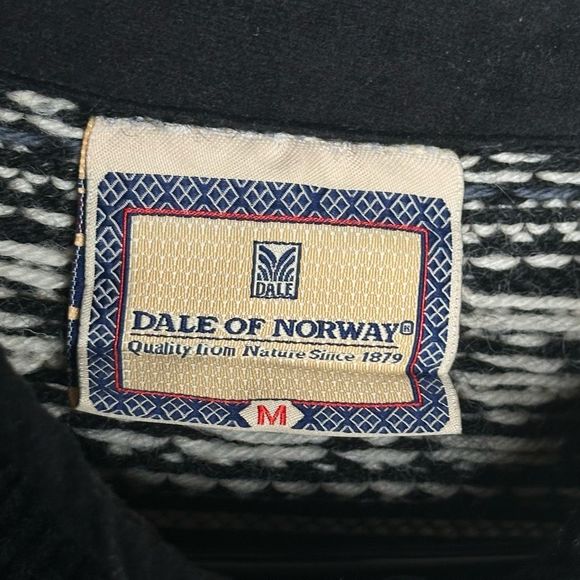 DALE
DALE OF NORWAY®
Quality from Nature Since 1879
M